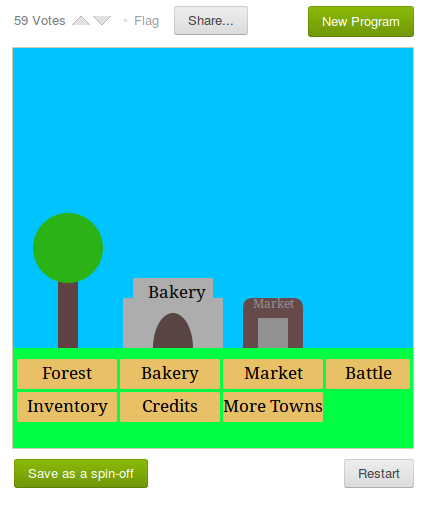 59 Votes • Flag Share... New Program
Bakery
Market
Forest Bakery Market Battle
Inventory Credits More Towns
Save as a spin-off Restart